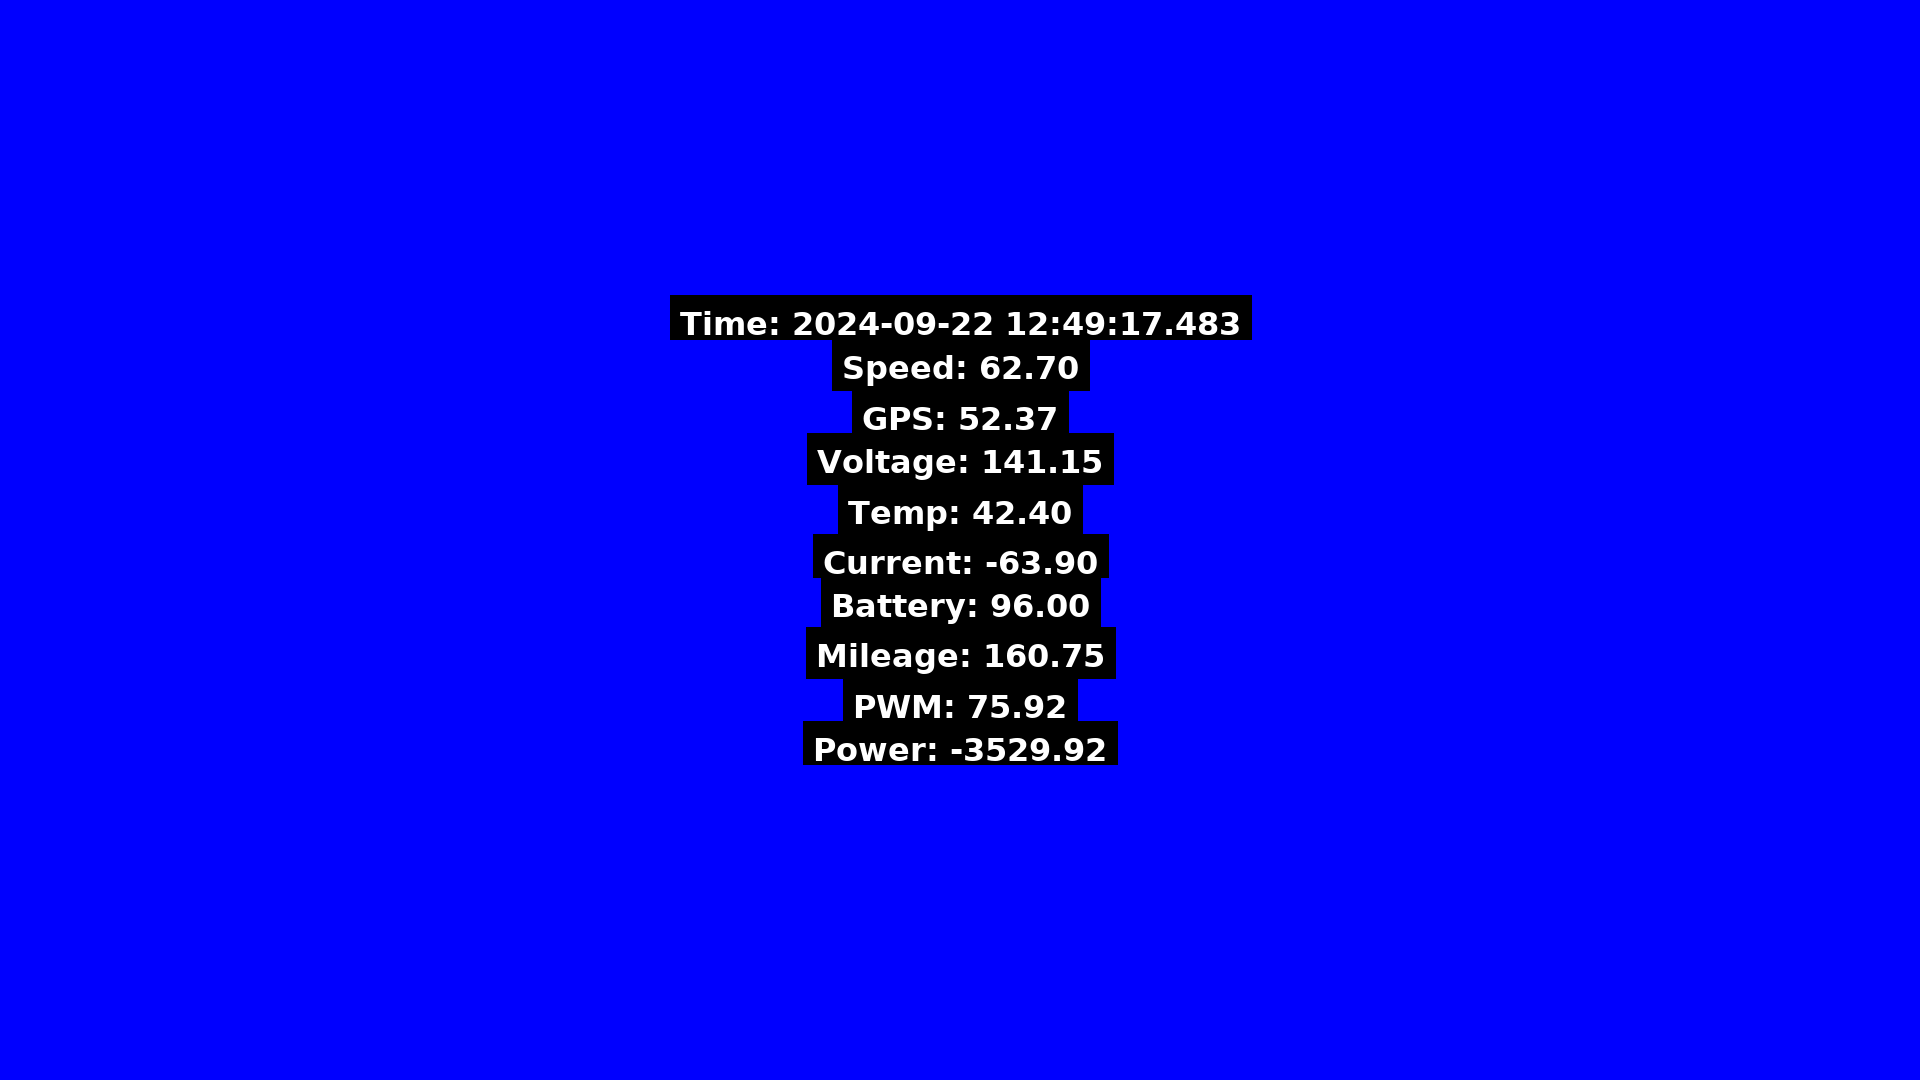 Time: 2024-09-22 12:49:17.483
Speed: 62.70
GPS: 52.37
Voltage: 141.15
Temp: 42.40
Current: -63.90
Battery: 96.00
Mileage: 160.75
PWM: 75.92
Power: -3529.92